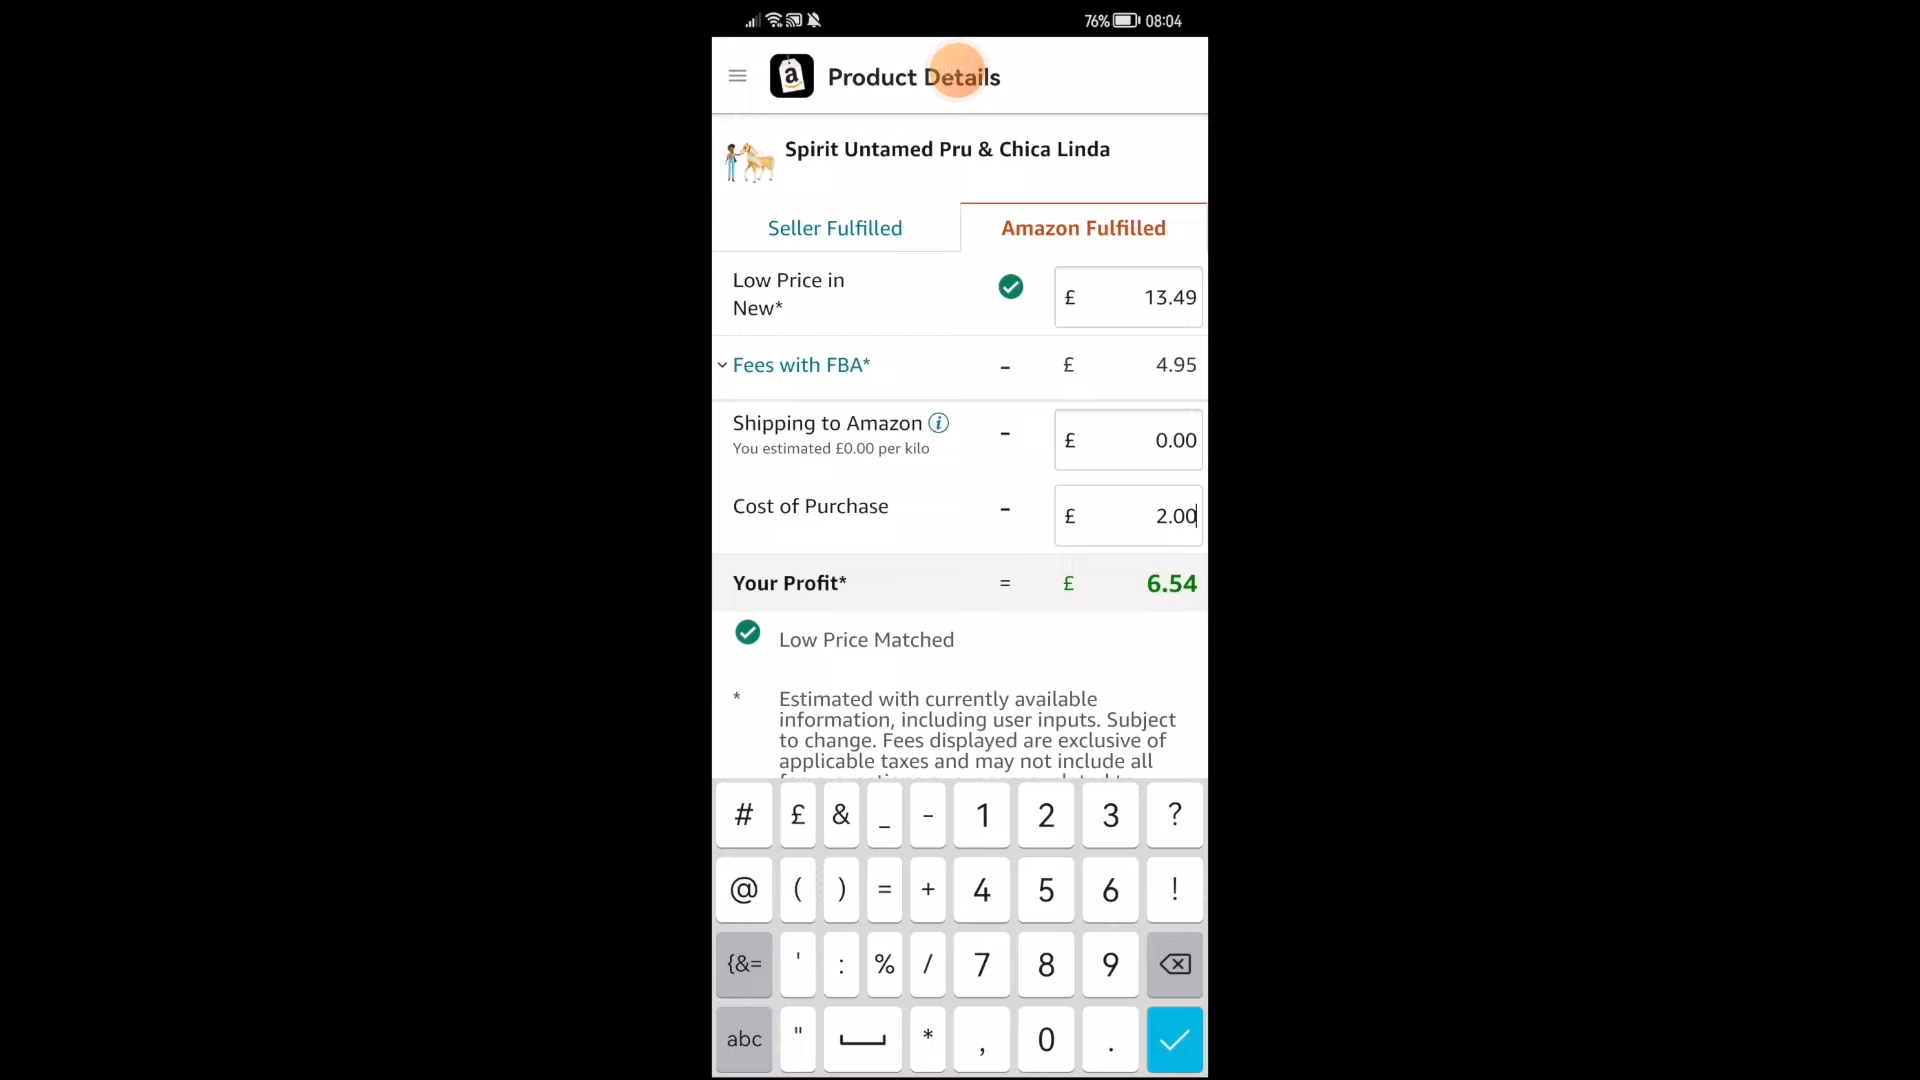 76% 08:04
a Product Details
Spirit Untamed Pru & Chica Linda
Seller Fulfilled Amazon Fulfilled
Low Price in
New*
£ 13.49
Fees with FBA* - £ 4.95
Shipping to Amazon i - £ 0.00
You estimated £0.00 per kilo
Cost of Purchase - £ 2.00
Your Profit* = £ 6.54
Low Price Matched
* Estimated with currently available
information, including user inputs. Subject
to change. Fees displayed are exclusive of
applicable taxes and may not include all
# £ & _ - 1 2 3 ?
@ ( ) = + 4 5 6 !
{&= ' : % / 7 8 9
abc " * , 0 .